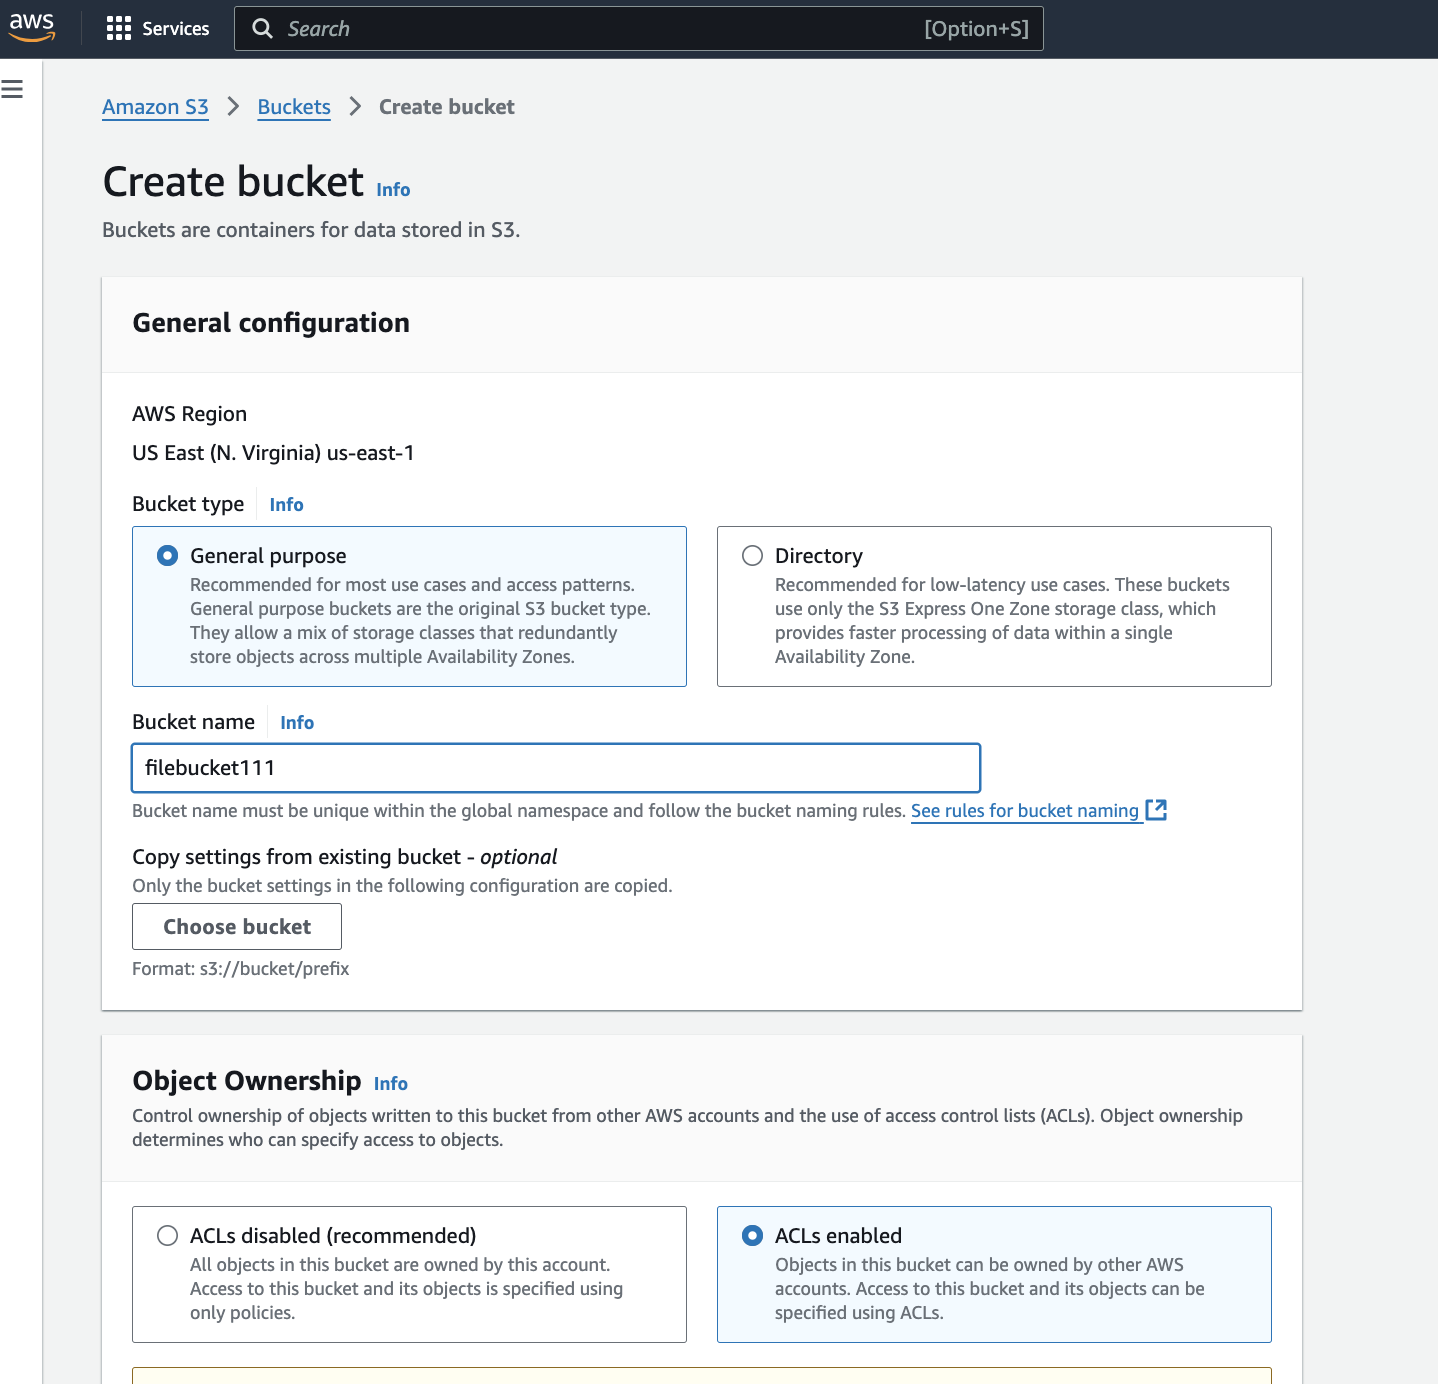 aws
Services
Search
[Option+S]
Amazon S3 > Buckets > Create bucket
Create bucket Info
Buckets are containers for data stored in S3.
General configuration
AWS Region
US East (N. Virginia) us-east-1
Bucket type Info
General purpose
Recommended for most use cases and access patterns.
General purpose buckets are the original S3 bucket type.
They allow a mix of storage classes that redundantly
store objects across multiple Availability Zones.
Directory
Recommended for low-latency use cases. These buckets
use only the S3 Express One Zone storage class, which
provides faster processing of data within a single
Availability Zone.
Bucket name Info
filebucket111
Bucket name must be unique within the global namespace and follow the bucket naming rules. See rules for bucket naming
Copy settings from existing bucket - optional
Only the bucket settings in the following configuration are copied.
Choose bucket
Format: s3://bucket/prefix
Object Ownership Info
Control ownership of objects written to this bucket from other AWS accounts and the use of access control lists (ACLs). Object ownership
determines who can specify access to objects.
ACLs disabled (recommended)
All objects in this bucket are owned by this account.
Access to this bucket and its objects is specified using
only policies.
ACLs enabled
Objects in this bucket can be owned by other AWS
accounts. Access to this bucket and its objects can be
specified using ACLs.